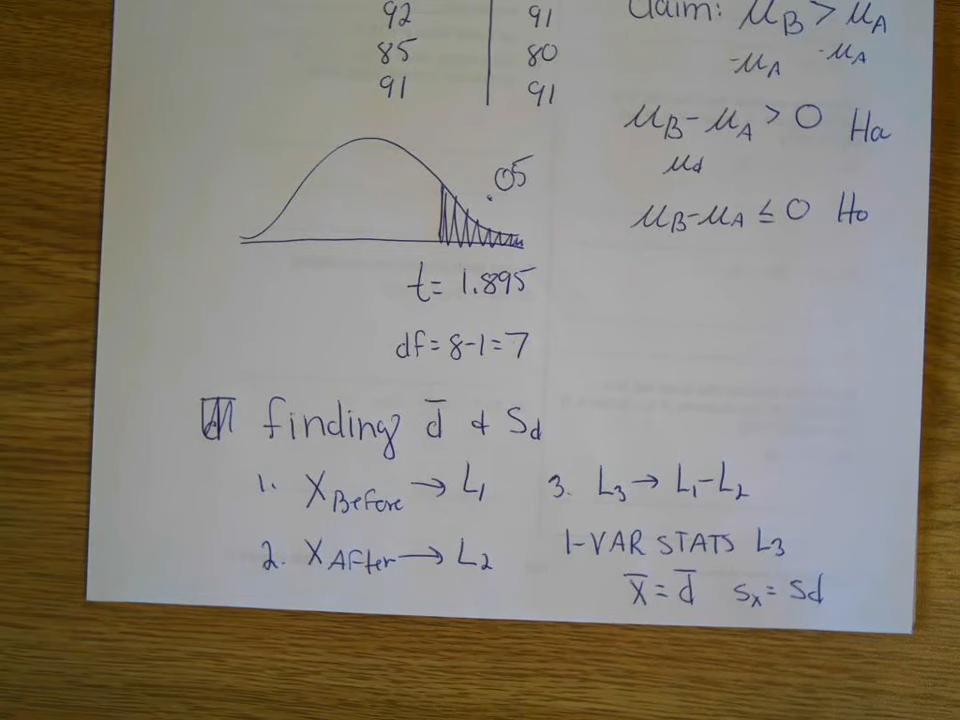 92 | 91
85 | 80
91 | 91
Claim: μB > μA
-μA -μA
μB - μA > 0 Ha
μd
μB - μA ≤ 0 Ho
.05
t = 1.895
df = 8-1 = 7
finding d̄ & Sd
1. XBefore → L1
2. XAfter → L2
3. L3 → L1-L2
1-VAR STATS L3
x̄ = d̄ Sx = Sd